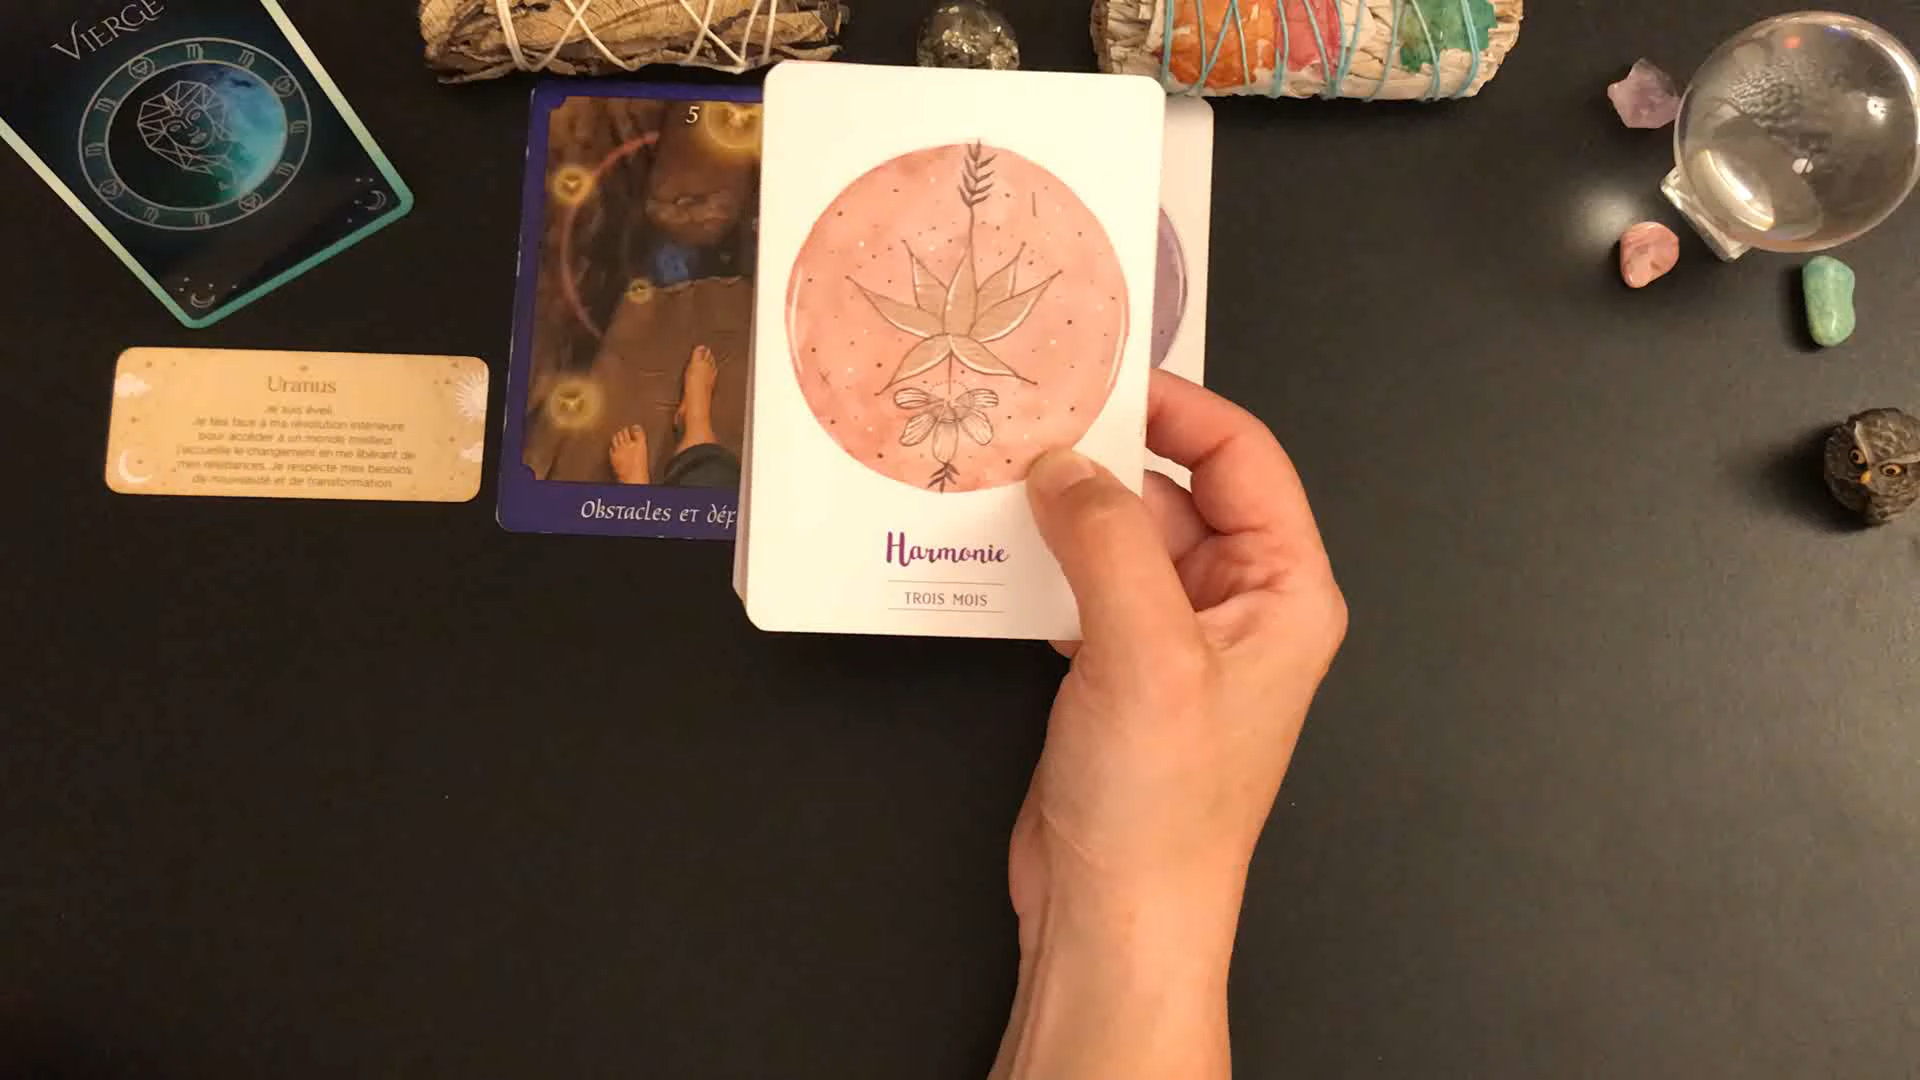 VIERGE
Uranus
Je suis éveil.
Je fais face à ma révolution intérieure
pour accéder à un monde meilleur.
J'accueille le changement en me libérant de
mes résistances. Je respecte mes besoins
de nouveauté et de transformation.
5
Obstacles et déf
Harmonie
TROIS MOIS